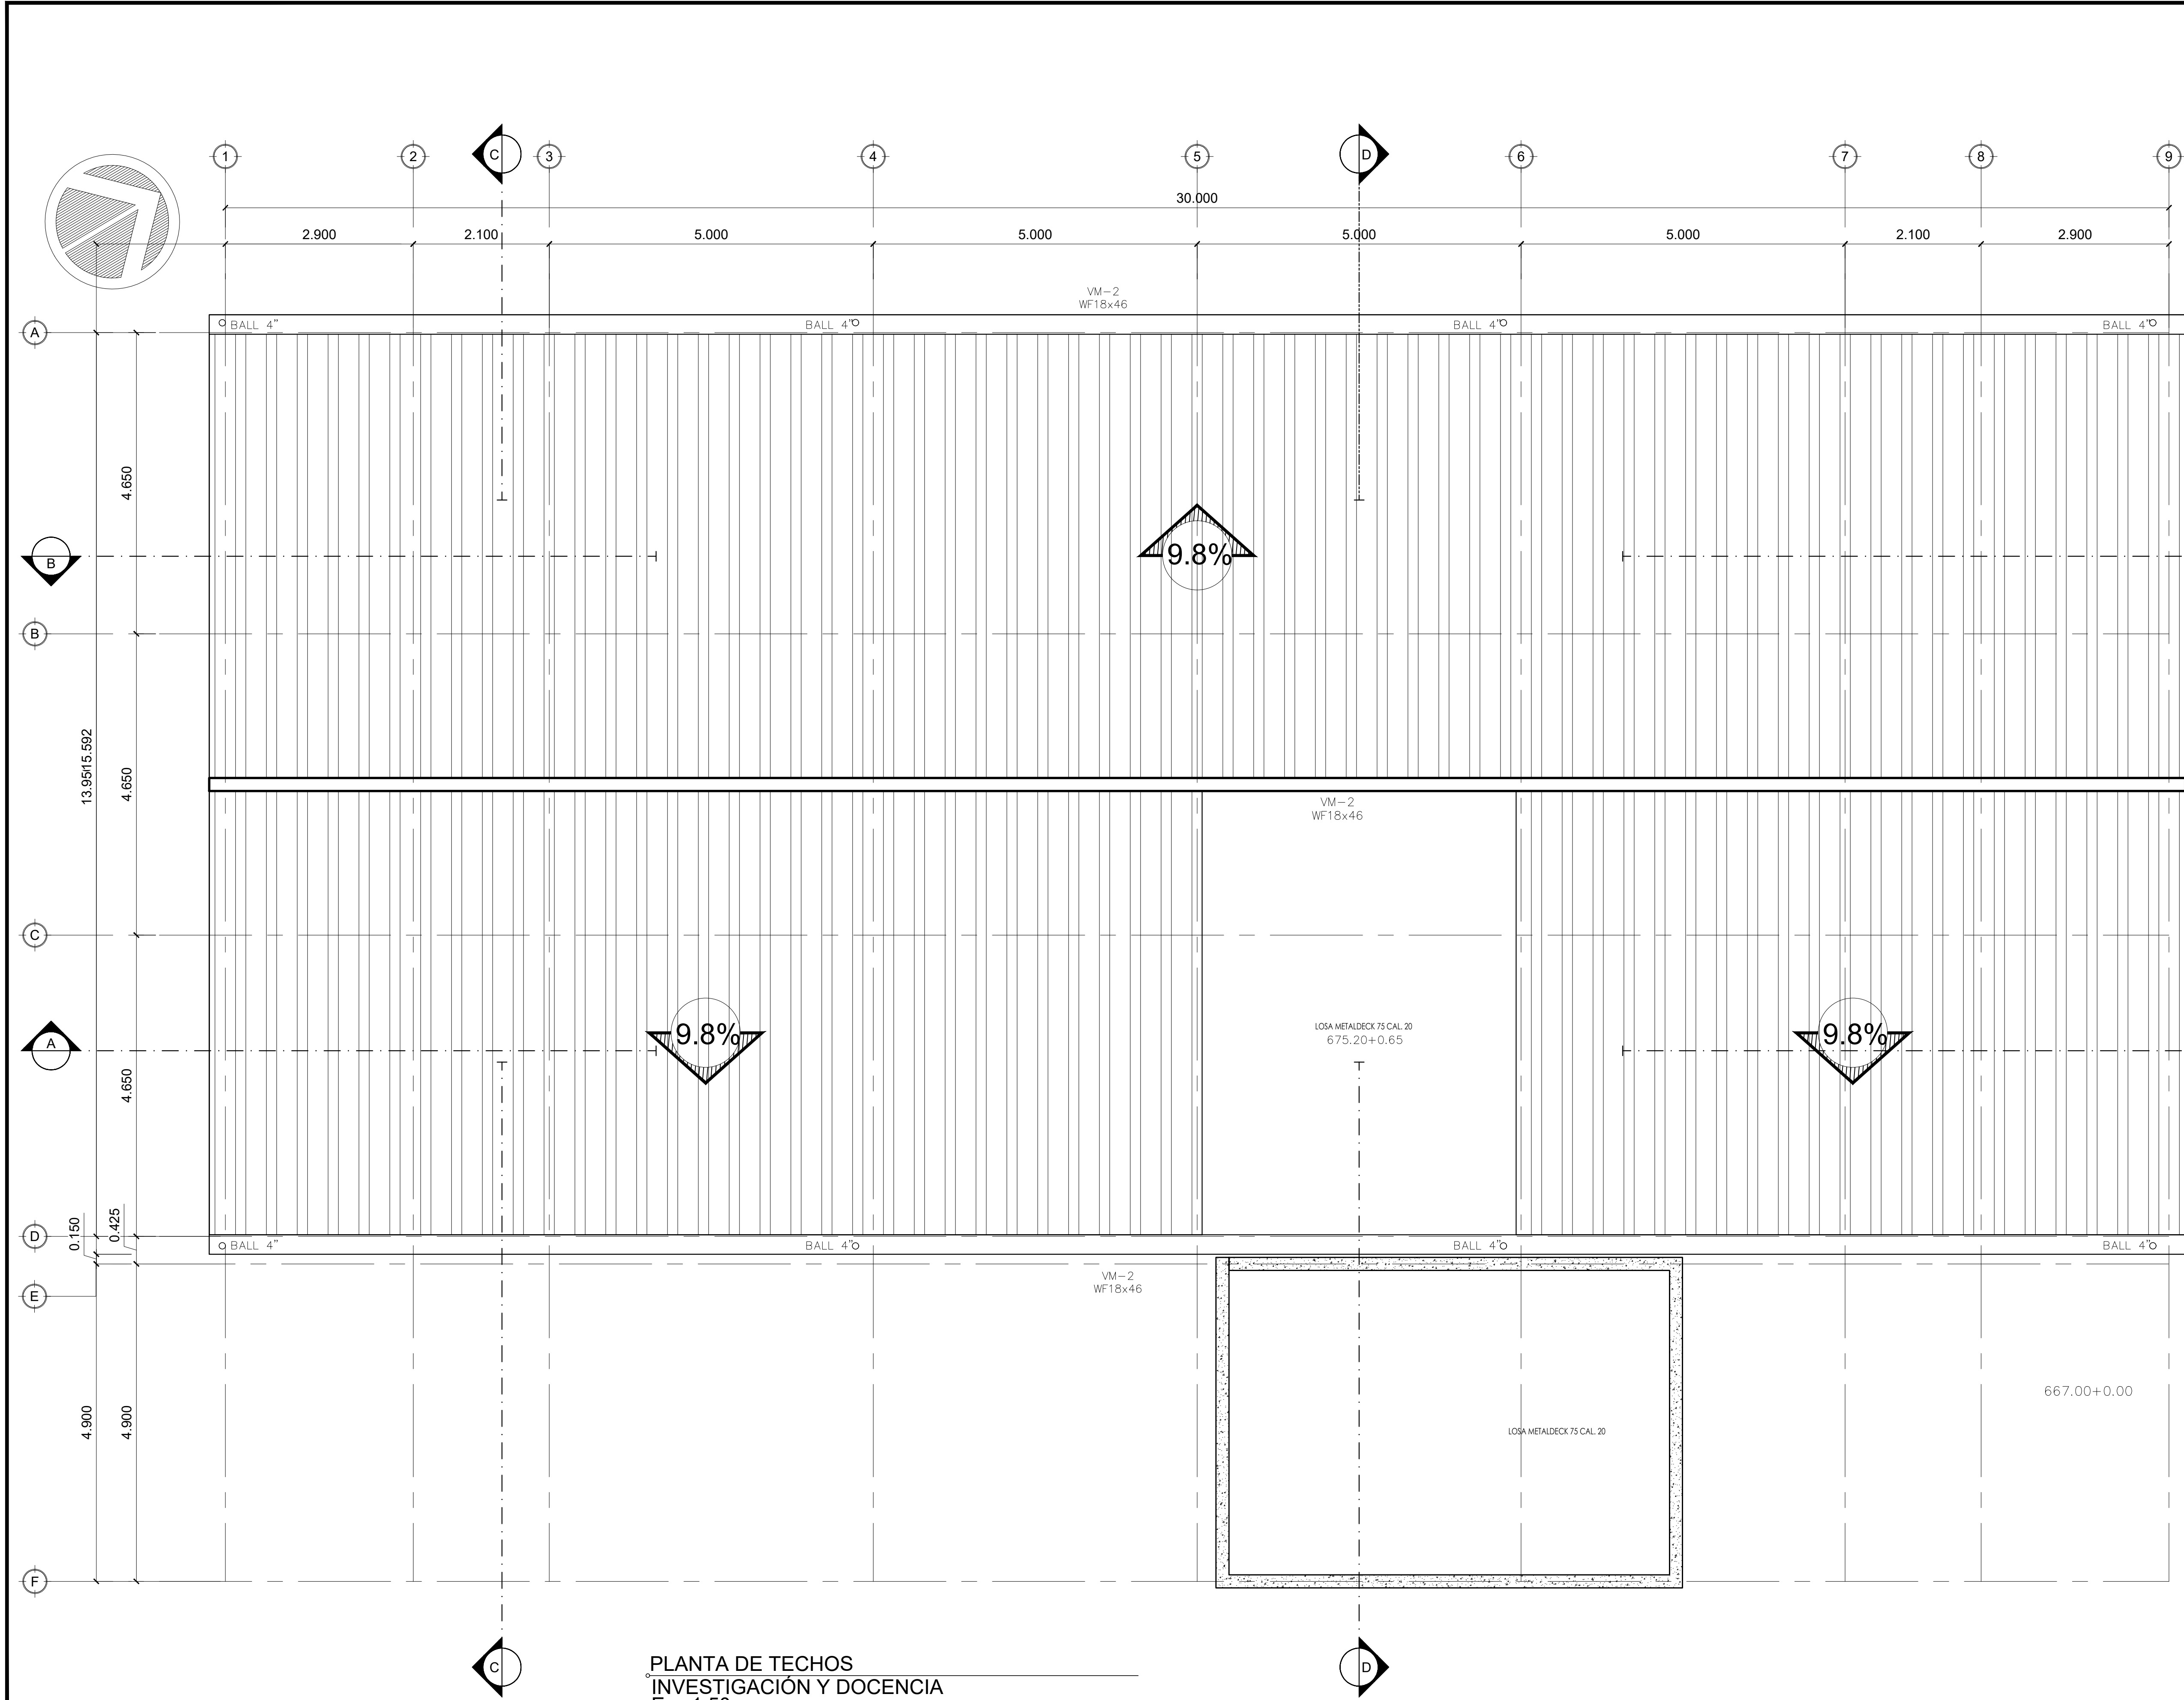 1
2
C
3
4
5
D
6
7
8
9
30.000
2.900
2.100
5.000
5.000
5.000
5.000
2.100
2.900
VM-2
WF18x46
A
BALL 4"
BALL 4"
BALL 4"
BALL 4"
4.650
B
9.8%
B
13.95
15.592
4.650
VM-2
WF18x46
C
LOSA METALDECK 75 CAL. 20
675.20+0.65
A
9.8%
9.8%
4.650
0.150
0.425
D
BALL 4"
BALL 4"
BALL 4"
BALL 4"
E
VM-2
WF18x46
667.00+0.00
4.900
4.900
LOSA METALDECK 75 CAL. 20
F
C
D
PLANTA DE TECHOS
INVESTIGACIÓN Y DOCENCIA